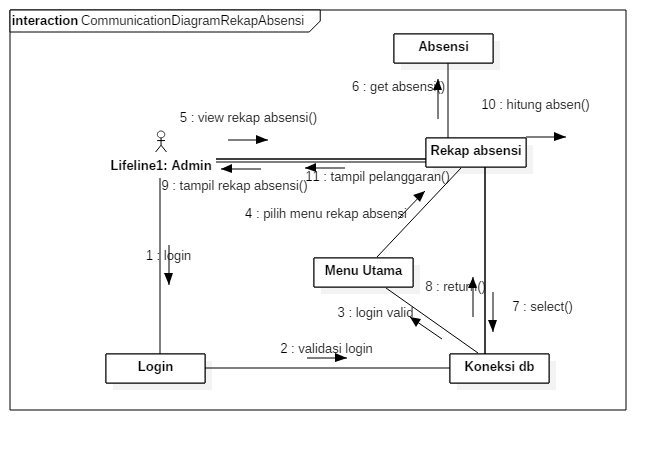 interaction CommunicationDiagramRekapAbsensi
Absensi
6 : get absensi()
10 : hitung absen()
5 : view rekap absensi()
Rekap absensi
Lifeline1: Admin
11 : tampil pelanggaran()
9 : tampil rekap absensi()
4 : pilih menu rekap absensi
1 : login
Menu Utama
8 : return()
7 : select()
3 : login valid
2 : validasi login
Login
Koneksi db